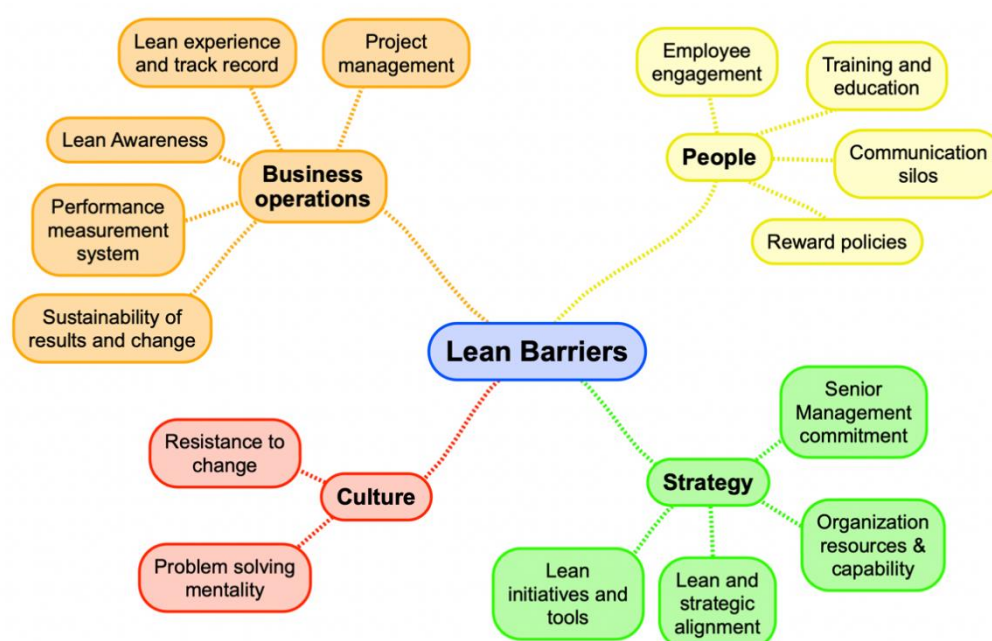 Lean experience
and track record
Project
management
Lean Awareness
Business
operations
Performance
measurement
system
Sustainability of
results and change
Employee
engagement
Training and
education
People
Communication
silos
Reward policies
Lean Barriers
Resistance to
change
Culture
Problem solving
mentality
Senior
Management
commitment
Strategy
Organization
resources &
capability
Lean
initiatives and
tools
Lean and
strategic
alignment